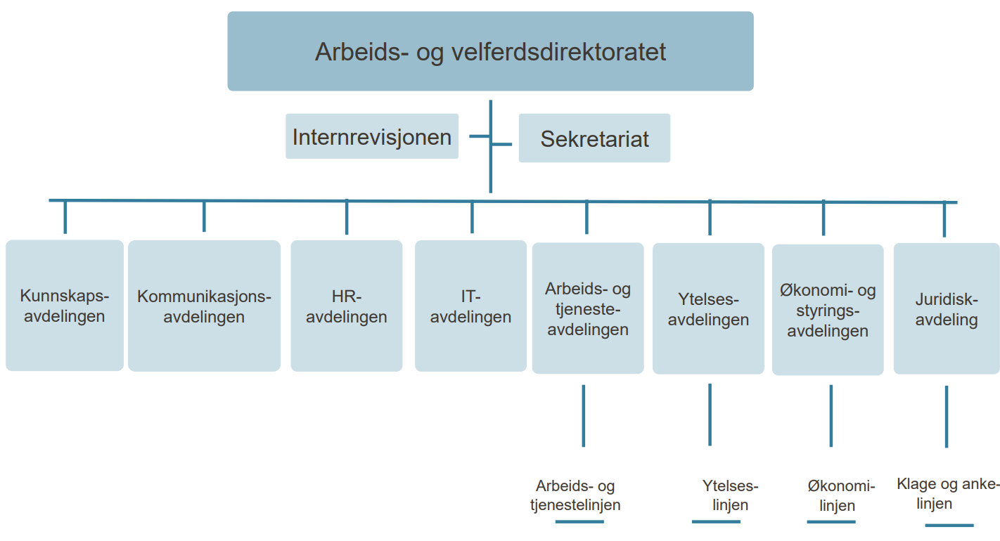 Arbeids- og velferdsdirektoratet
Internrevisjonen
Sekretariat
Kunnskaps-
avdelingen
Kommunikasjons-
avdelingen
HR-
avdelingen
IT-
avdelingen
Arbeids- og
tjeneste-
avdelingen
Ytelses-
avdelingen
Økonomi- og
styrings-
avdelingen
Juridisk-
avdeling
Arbeids- og
tjenestelinjen
Ytelses-
linjen
Økonomi-
linjen
Klage og anke-
linjen